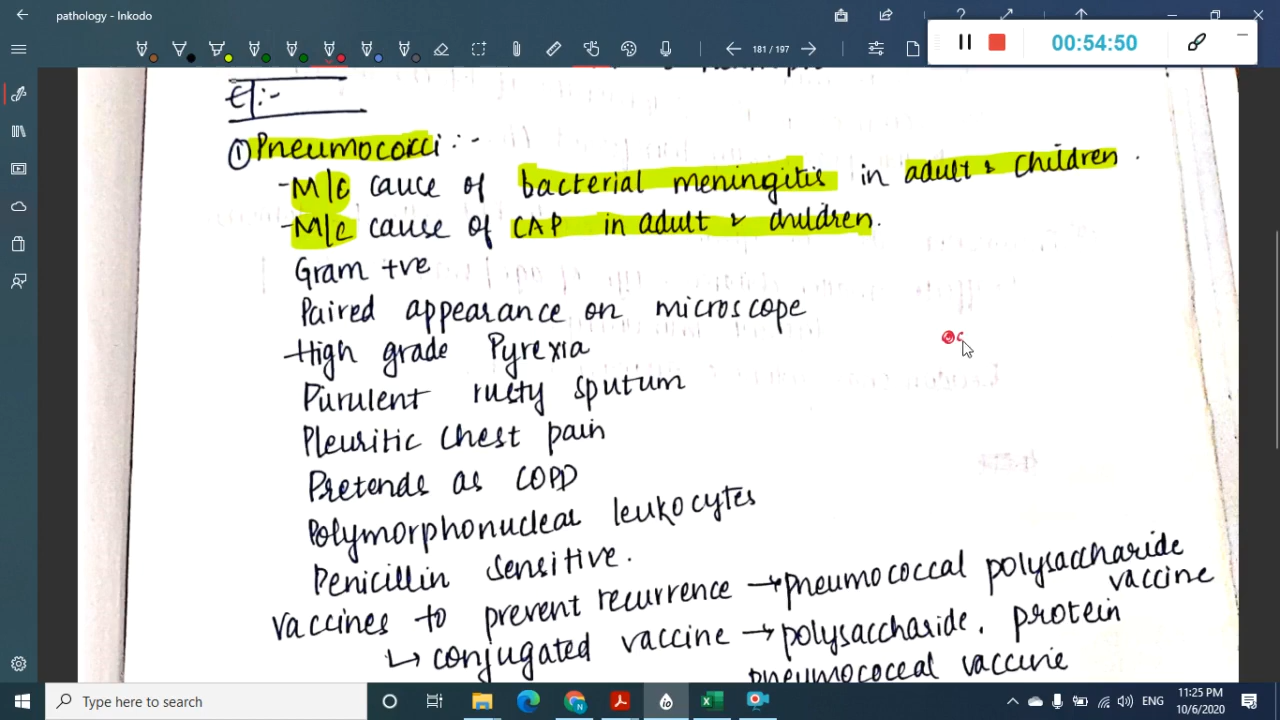 pathology - Inkodo
181 / 197
00:54:50
Et :-
① Pneumococci :-
- M/c cause of bacterial meningitis in adult & children .
- M/c cause of CAP in adult & children.
Gram +ve
Paired appearance on microscope
High grade Pyrexia
Purulent rusty sputum
Pleuritic chest pain
Pretends as COPD
Polymorphonuclear leukocytes
Penicillin sensitive.
vaccines to prevent recurrence → pneumococcal polysaccharide vaccine
↳ conjugated vaccine → polysaccharide. protein
pneumococcal vaccine
Type here to search
ENG
11:25 PM
10/6/2020